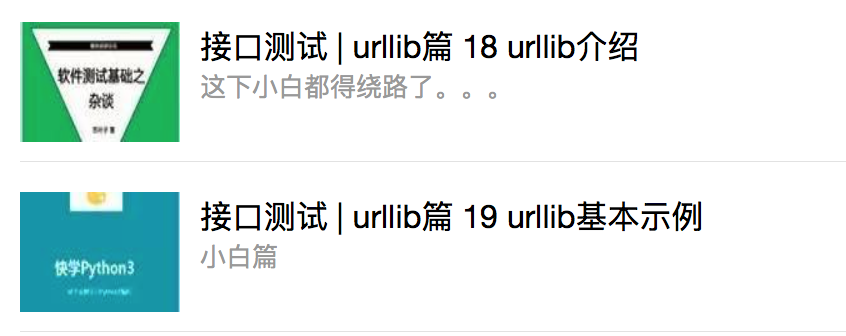 接口测试 | urllib篇 18 urllib介绍
这下小白都得绕路了。。。
软件测试基础之
杂谈
接口测试 | urllib篇 19 urllib基本示例
小白篇
快学Python3